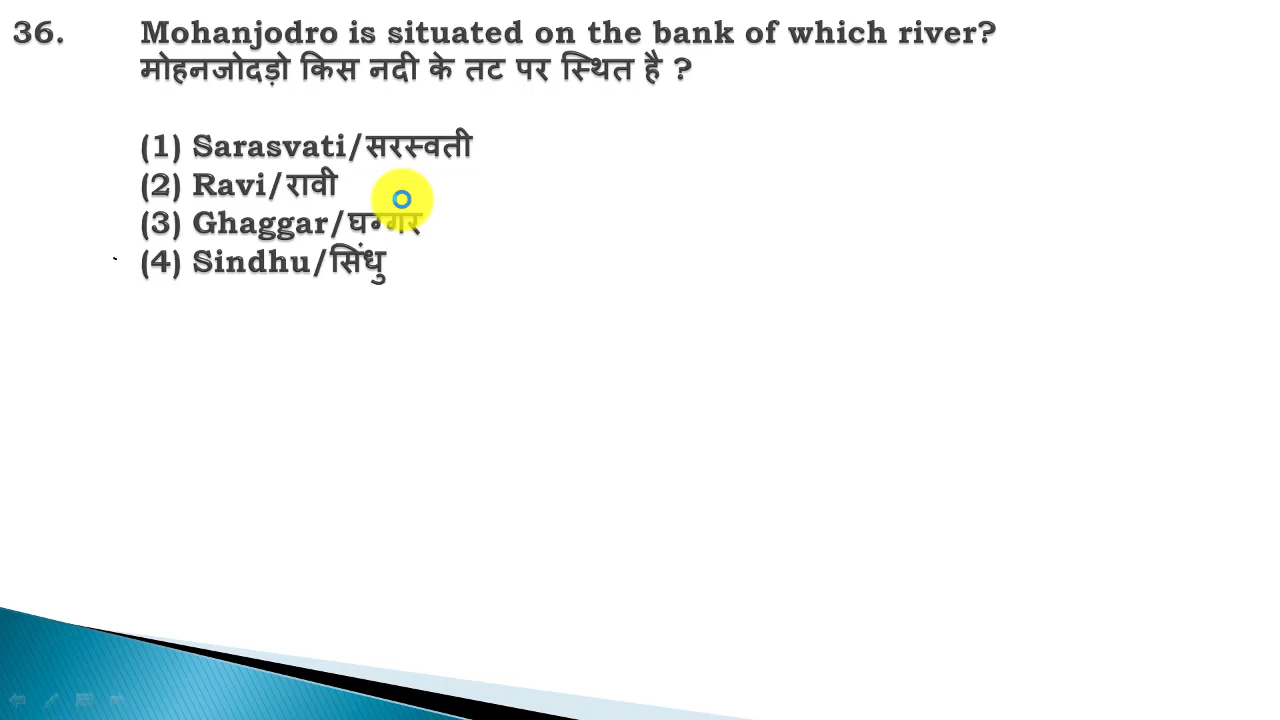 36. Mohanjodro is situated on the bank of which river?
मोहनजोदड़ो किस नदी के तट पर स्थित है ?
(1) Sarasvati/सरस्वती
(2) Ravi/रावी
(3) Ghaggar/घग्गर
(4) Sindhu/सिंधु